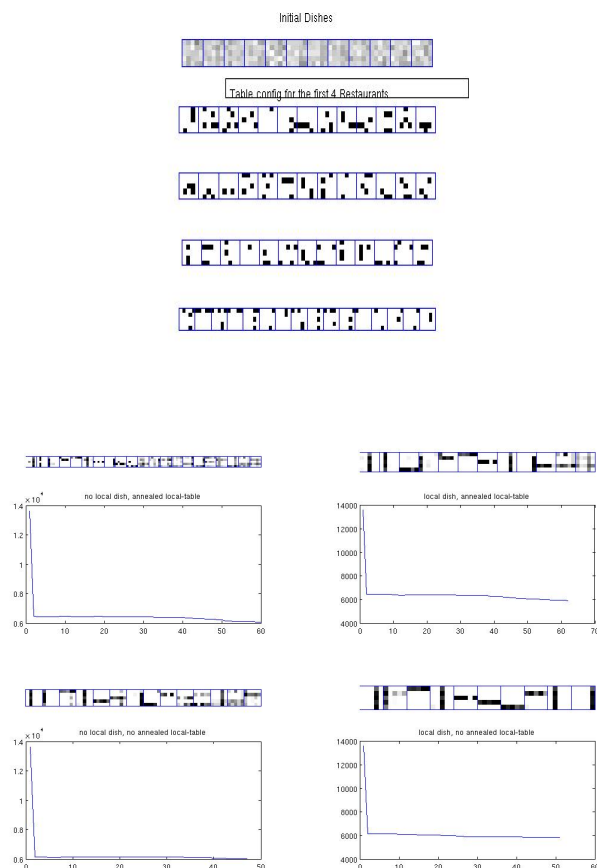 Initial Dishes
Table config for the first 4 Restaurants
no local dish, annealed local-table
× 10^4
1.4
1.2
1
0.8
0.6
0 10 20 30 40 50 60
local dish, annealed local-table
14000
12000
10000
8000
6000
4000
0 10 20 30 40 50 60 70
no local dish, no annealed local-table
× 10^4
1.4
1.2
1
0.8
0.6
0 10 20 30 40 50
local dish, no annealed local-table
14000
12000
10000
8000
6000
4000
0 10 20 30 40 50 60